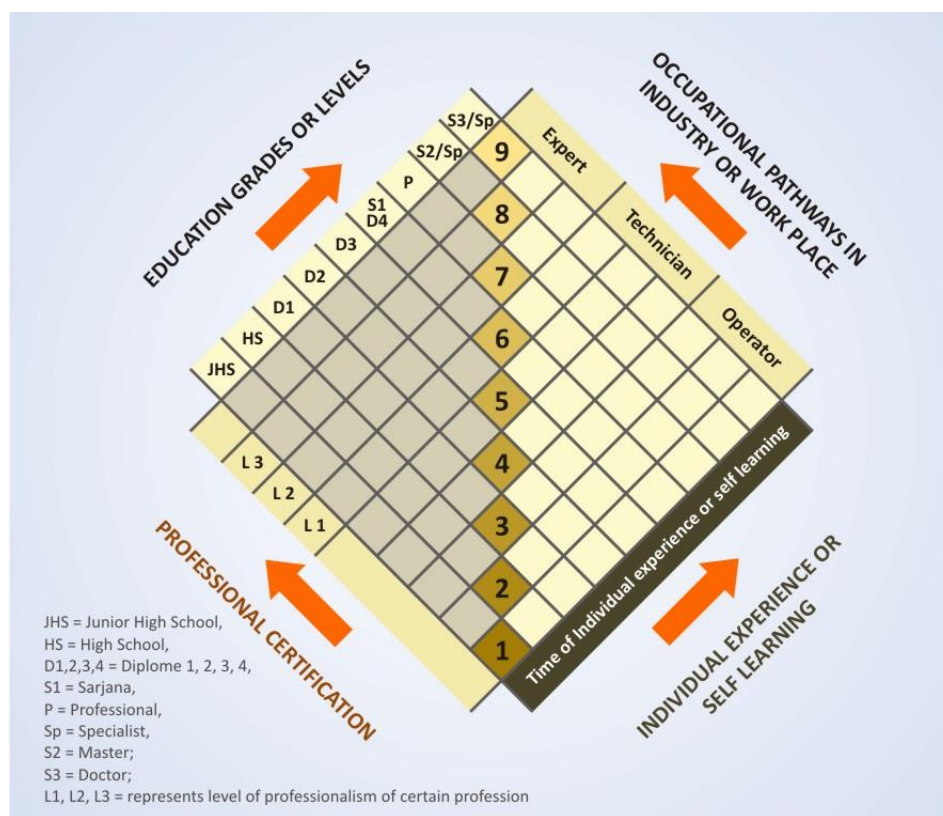 EDUCATION GRADES OR LEVELS
OCCUPATIONAL PATHWAYS IN
INDUSTRY OR WORK PLACE
S3/Sp
S2/Sp
P
S1
D4
D3
D2
D1
HS
JHS
Expert
Technician
Operator
9
8
7
6
5
4
3
2
1
L 3
L 2
L 1
Time of Individual experience or self learning
PROFESSIONAL CERTIFICATION
INDIVIDUAL EXPERIENCE OR
SELF LEARNING
JHS = Junior High School,
HS = High School,
D1,2,3,4 = Diplome 1, 2, 3, 4,
S1 = Sarjana,
P = Professional,
Sp = Specialist,
S2 = Master;
S3 = Doctor;
L1, L2, L3 = represents level of professionalism of certain profession